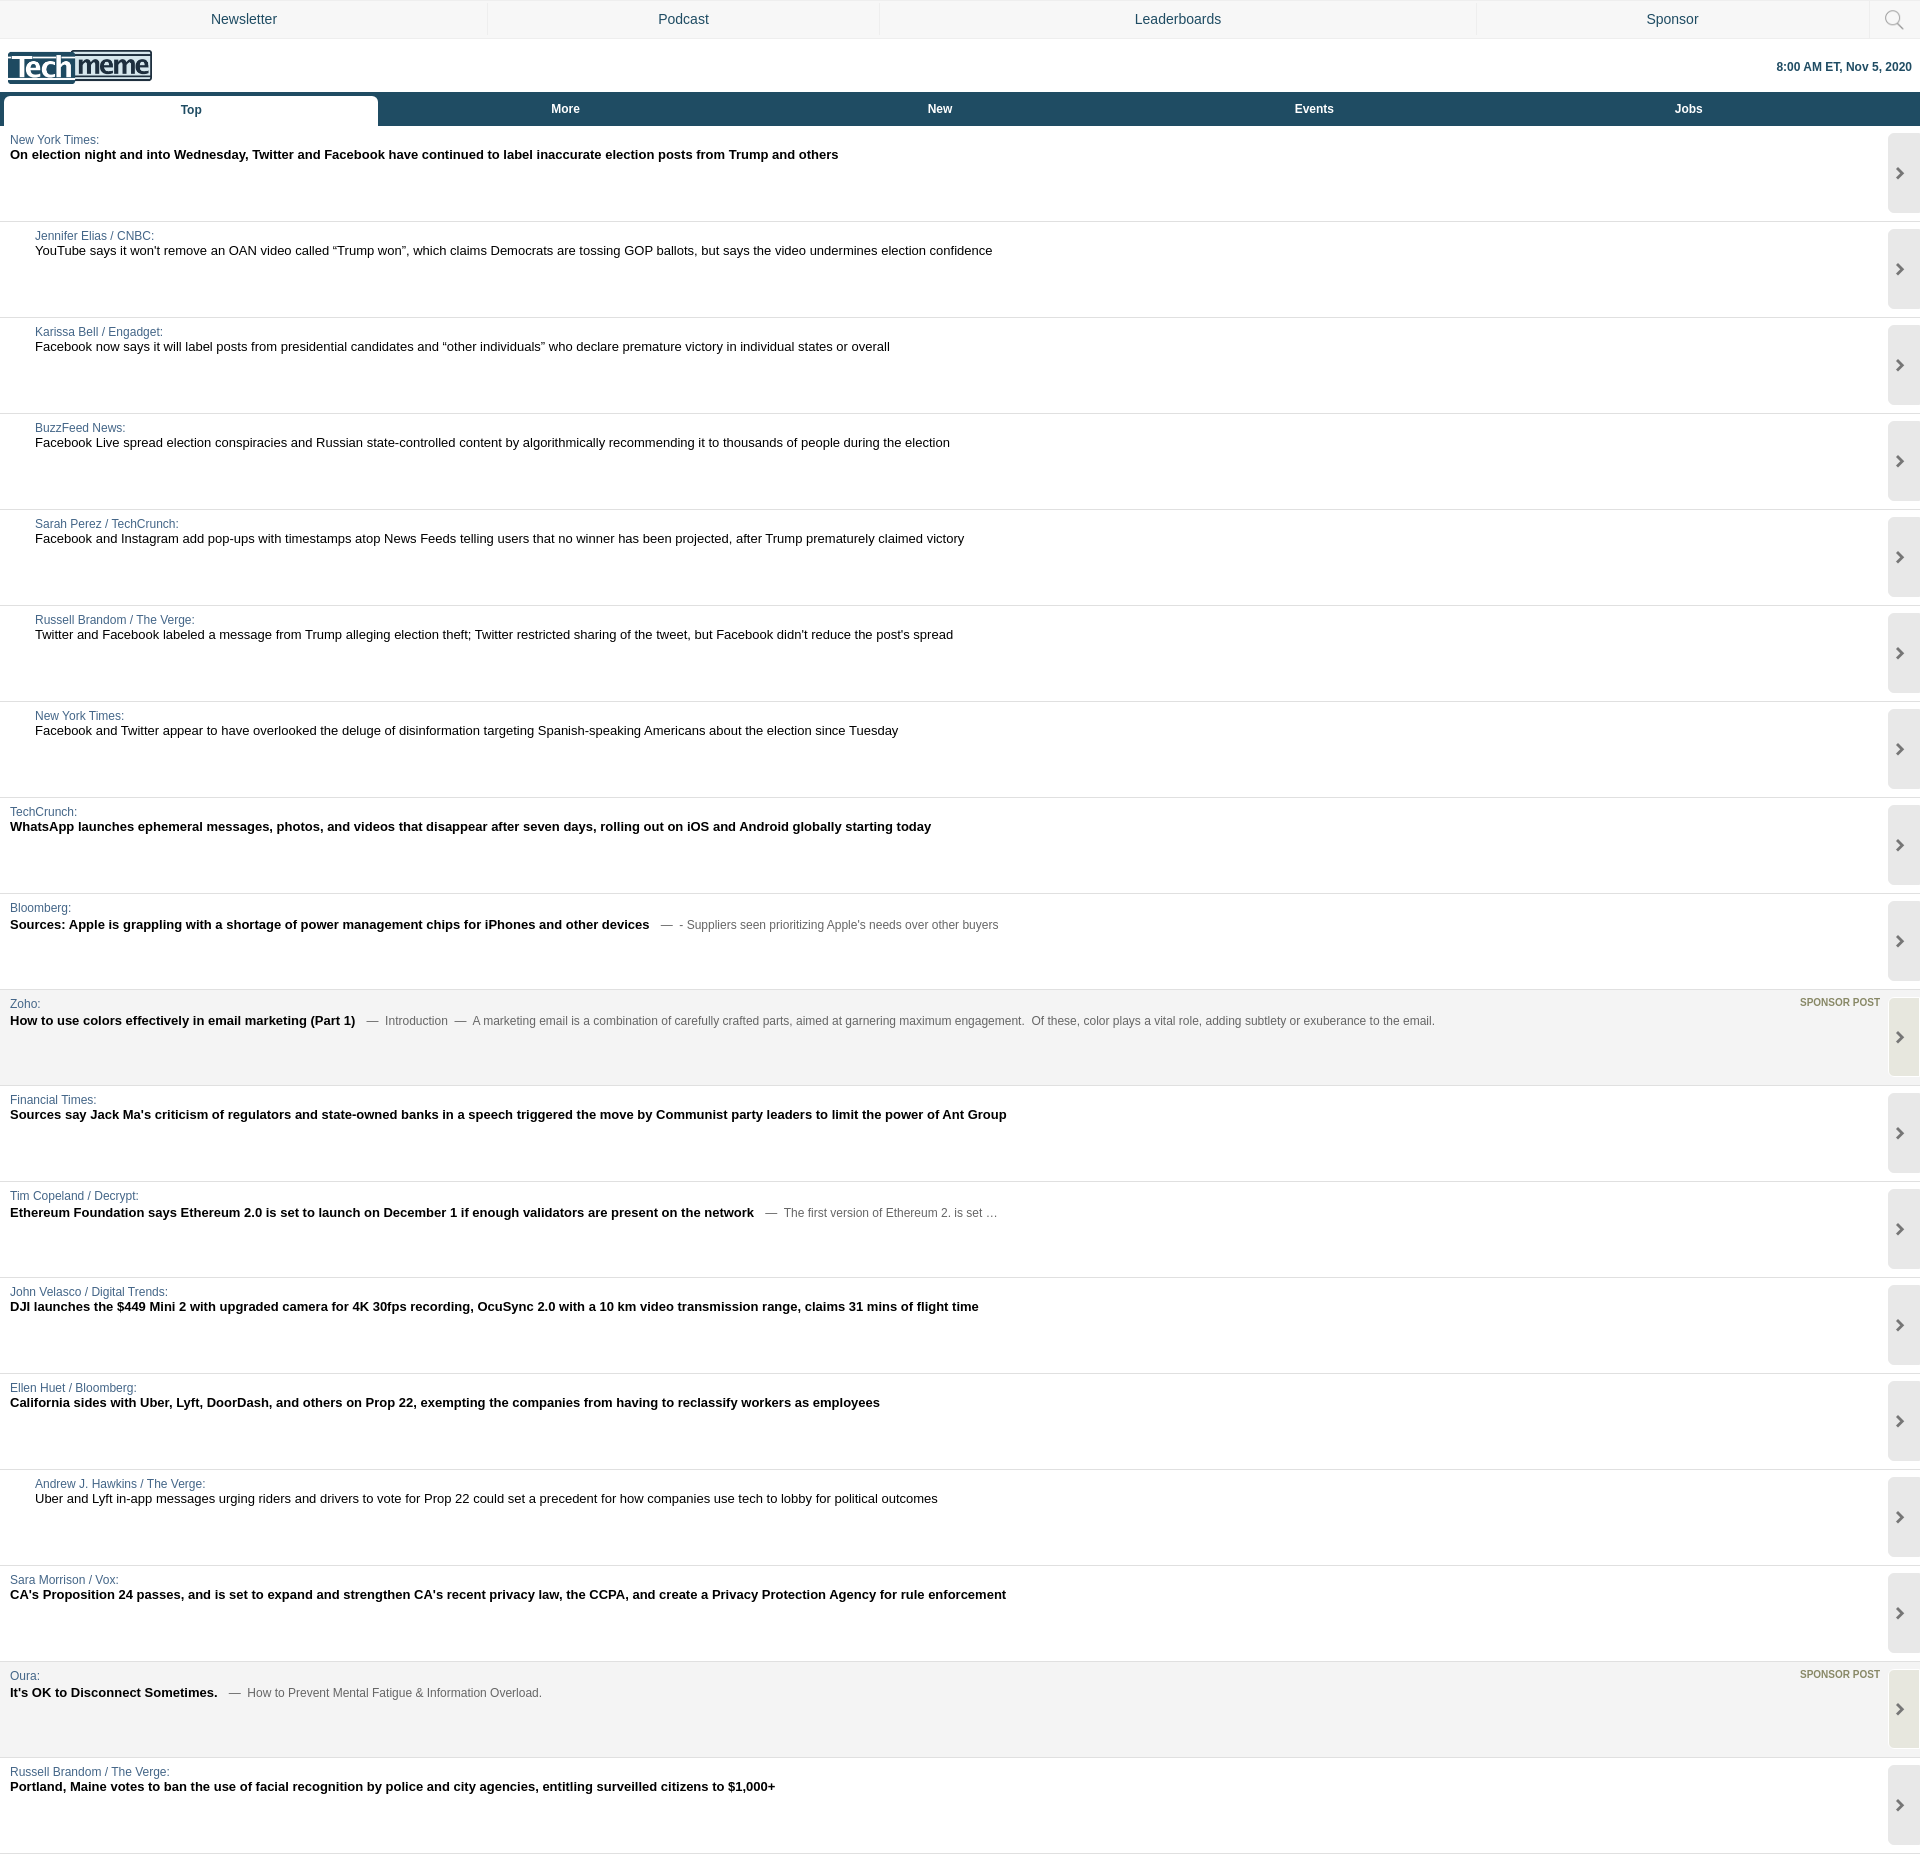 Newsletter
Podcast
Leaderboards
Sponsor
Techmeme
8:00 AM ET, Nov 5, 2020
Top
More
New
Events
Jobs
New York Times:
On election night and into Wednesday, Twitter and Facebook have continued to label inaccurate election posts from Trump and others
Jennifer Elias / CNBC:
YouTube says it won't remove an OAN video called “Trump won”, which claims Democrats are tossing GOP ballots, but says the video undermines election confidence
Karissa Bell / Engadget:
Facebook now says it will label posts from presidential candidates and “other individuals” who declare premature victory in individual states or overall
BuzzFeed News:
Facebook Live spread election conspiracies and Russian state-controlled content by algorithmically recommending it to thousands of people during the election
Sarah Perez / TechCrunch:
Facebook and Instagram add pop-ups with timestamps atop News Feeds telling users that no winner has been projected, after Trump prematurely claimed victory
Russell Brandom / The Verge:
Twitter and Facebook labeled a message from Trump alleging election theft; Twitter restricted sharing of the tweet, but Facebook didn't reduce the post's spread
New York Times:
Facebook and Twitter appear to have overlooked the deluge of disinformation targeting Spanish-speaking Americans about the election since Tuesday
TechCrunch:
WhatsApp launches ephemeral messages, photos, and videos that disappear after seven days, rolling out on iOS and Android globally starting today
Bloomberg:
Sources: Apple is grappling with a shortage of power management chips for iPhones and other devices — - Suppliers seen prioritizing Apple's needs over other buyers
Zoho:
SPONSOR POST
How to use colors effectively in email marketing (Part 1) — Introduction — A marketing email is a combination of carefully crafted parts, aimed at garnering maximum engagement. Of these, color plays a vital role, adding subtlety or exuberance to the email.
Financial Times:
Sources say Jack Ma's criticism of regulators and state-owned banks in a speech triggered the move by Communist party leaders to limit the power of Ant Group
Tim Copeland / Decrypt:
Ethereum Foundation says Ethereum 2.0 is set to launch on December 1 if enough validators are present on the network — The first version of Ethereum 2. is set …
John Velasco / Digital Trends:
DJI launches the $449 Mini 2 with upgraded camera for 4K 30fps recording, OcuSync 2.0 with a 10 km video transmission range, claims 31 mins of flight time
Ellen Huet / Bloomberg:
California sides with Uber, Lyft, DoorDash, and others on Prop 22, exempting the companies from having to reclassify workers as employees
Andrew J. Hawkins / The Verge:
Uber and Lyft in-app messages urging riders and drivers to vote for Prop 22 could set a precedent for how companies use tech to lobby for political outcomes
Sara Morrison / Vox:
CA's Proposition 24 passes, and is set to expand and strengthen CA's recent privacy law, the CCPA, and create a Privacy Protection Agency for rule enforcement
Oura:
SPONSOR POST
It's OK to Disconnect Sometimes. — How to Prevent Mental Fatigue & Information Overload.
Russell Brandom / The Verge:
Portland, Maine votes to ban the use of facial recognition by police and city agencies, entitling surveilled citizens to $1,000+